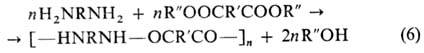 nH₂NRNH₂ + nR″OOCR′COOR″ →
→ [—HNRNH—OCR′CO—]ₙ + 2nR″OH (6)